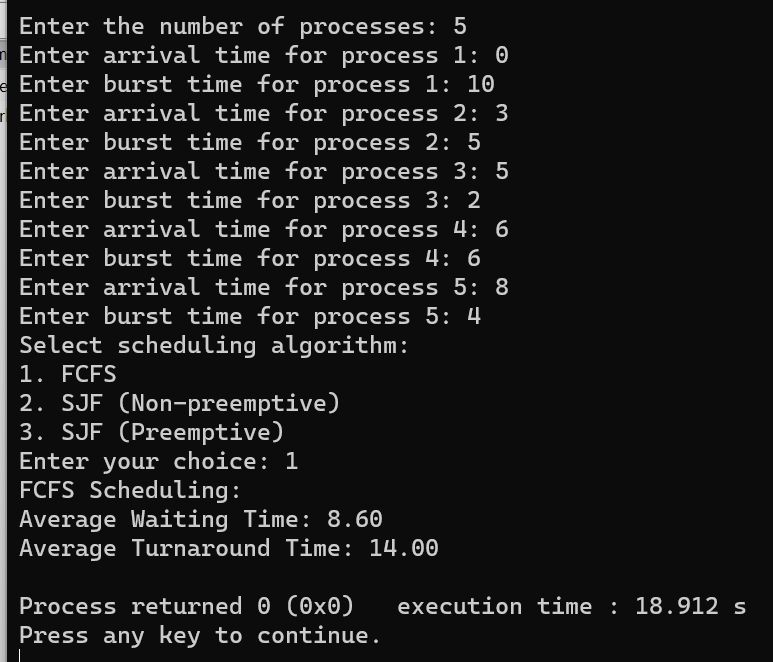 Enter the number of processes: 5
Enter arrival time for process 1: 0
Enter burst time for process 1: 10
Enter arrival time for process 2: 3
Enter burst time for process 2: 5
Enter arrival time for process 3: 5
Enter burst time for process 3: 2
Enter arrival time for process 4: 6
Enter burst time for process 4: 6
Enter arrival time for process 5: 8
Enter burst time for process 5: 4
Select scheduling algorithm:
1. FCFS
2. SJF (Non-preemptive)
3. SJF (Preemptive)
Enter your choice: 1
FCFS Scheduling:
Average Waiting Time: 8.60
Average Turnaround Time: 14.00

Process returned 0 (0x0)   execution time : 18.912 s
Press any key to continue.